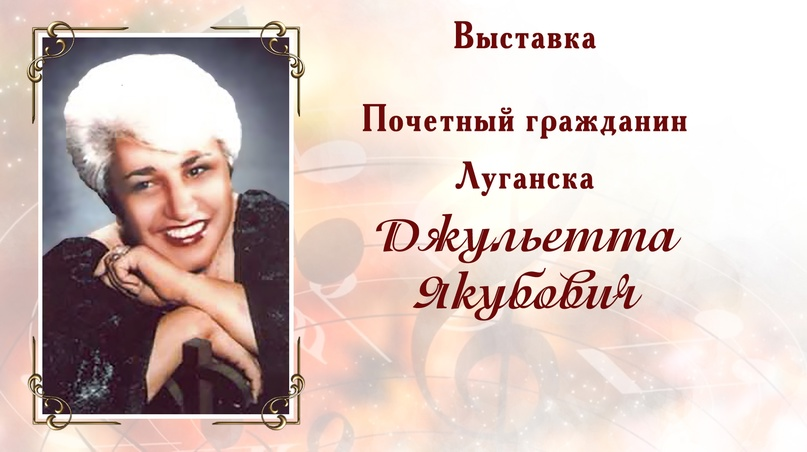 Выставка
Почетный гражданин
Луганска
Джульетта
Якубович